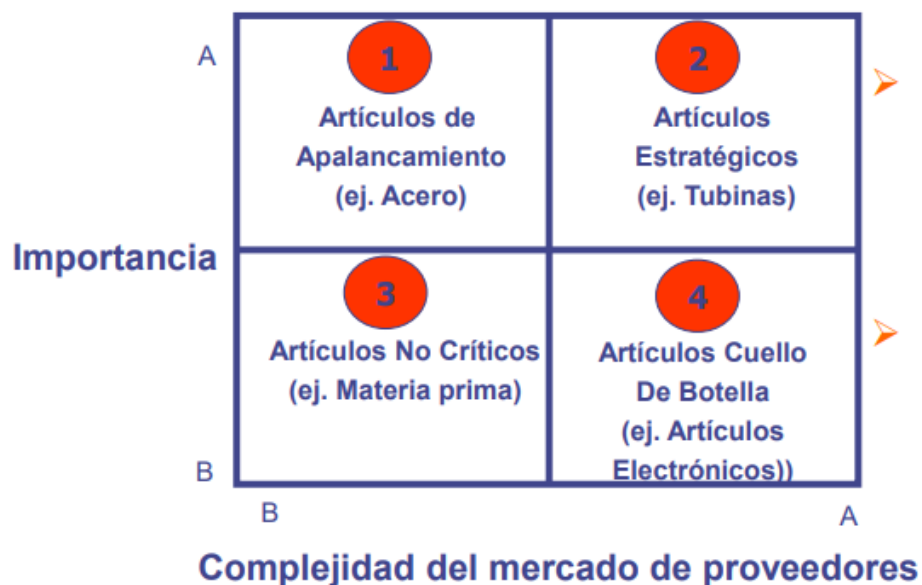 A
1
Artículos de
Apalancamiento
(ej. Acero)
2
Artículos
Estratégicos
(ej. Tubinas)
Importancia
3
Artículos No Críticos
(ej. Materia prima)
4
Artículos Cuello
De Botella
(ej. Artículos
Electrónicos))
B
B
A
Complejidad del mercado de proveedores